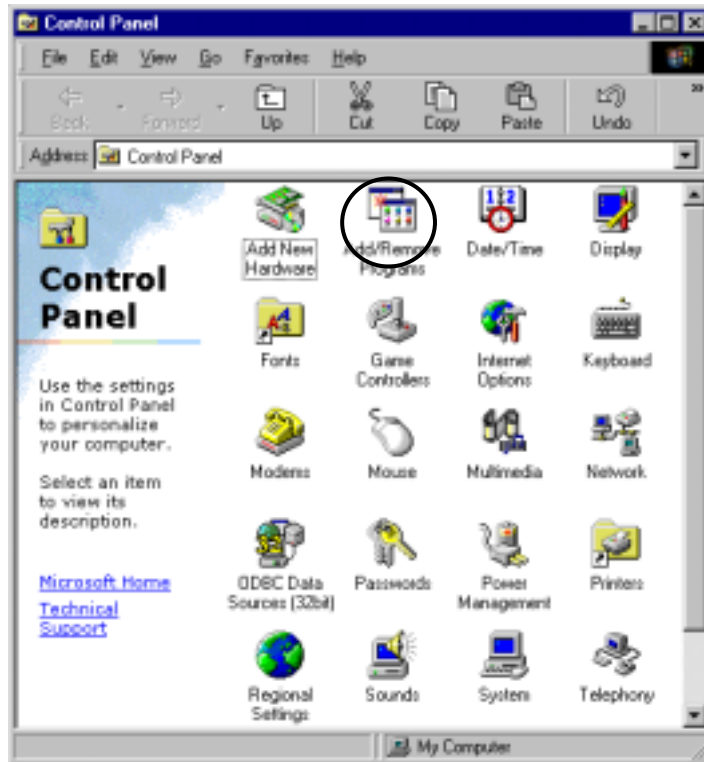 Control Panel
File Edit View Go Favorites Help
Back Forward Up Cut Copy Paste Undo »
Address Control Panel
Control
Panel
Use the settings
in Control Panel
to personalize
your computer.
Select an item
to view its
description.
Microsoft Home
Technical
Support
Add New
Hardware
Add/Remove
Programs
Date/Time
Display
Fonts
Game
Controllers
Internet
Options
Keyboard
Modems
Mouse
Multimedia
Network
ODBC Data
Sources (32bit)
Passwords
Power
Management
Printers
Regional
Settings
Sounds
System
Telephony
My Computer